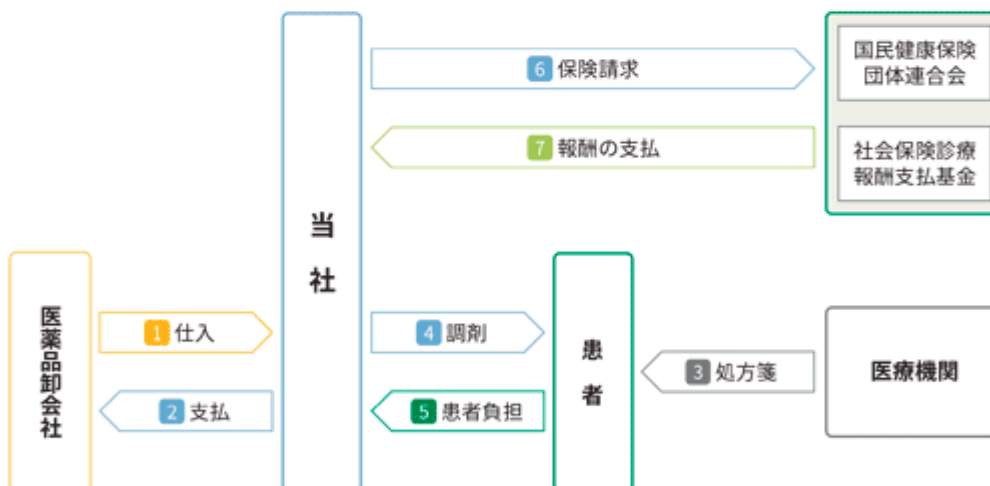 6 保険請求
国民健康保険
団体連合会
7 報酬の支払
社会保険診療
報酬支払基金
当社
医薬品卸会社
1 仕入
2 支払
4 調剤
5 患者負担
患者
3 処方箋
医療機関